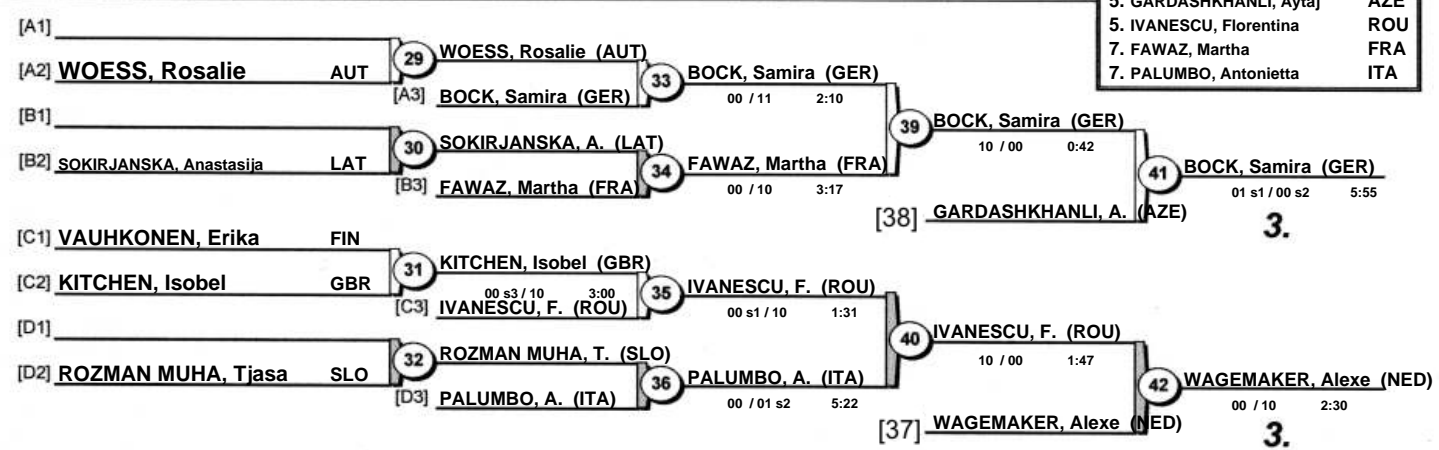 5. GARDASHKHANLI, Aytaj AZE
5. IVANESCU, Florentina ROU
7. FAWAZ, Martha FRA
7. PALUMBO, Antonietta ITA
[A1]
[A2] WOESS, Rosalie AUT
29
WOESS, Rosalie (AUT)
[A3] BOCK, Samira (GER)
33
BOCK, Samira (GER)
00 / 11 2:10
[B1]
[B2] SOKIRJANSKA, Anastasija LAT
30
SOKIRJANSKA, A. (LAT)
[B3] FAWAZ, Martha (FRA)
34
FAWAZ, Martha (FRA)
00 / 10 3:17
39
BOCK, Samira (GER)
10 / 00 0:42
[38] GARDASHKHANLI, A. (AZE)
41
BOCK, Samira (GER)
01 s1 / 00 s2 5:55
3.
[C1] VAUHKONEN, Erika FIN
[C2] KITCHEN, Isobel GBR
31
KITCHEN, Isobel (GBR)
00 s3 / 10 3:00
[C3] IVANESCU, F. (ROU)
35
IVANESCU, F. (ROU)
00 s1 / 10 1:31
[D1]
[D2] ROZMAN MUHA, Tjasa SLO
32
ROZMAN MUHA, T. (SLO)
[D3] PALUMBO, A. (ITA)
36
PALUMBO, A. (ITA)
00 / 01 s2 5:22
40
IVANESCU, F. (ROU)
10 / 00 1:47
[37] WAGEMAKER, Alexe (NED)
42
WAGEMAKER, Alexe (NED)
00 / 10 2:30
3.